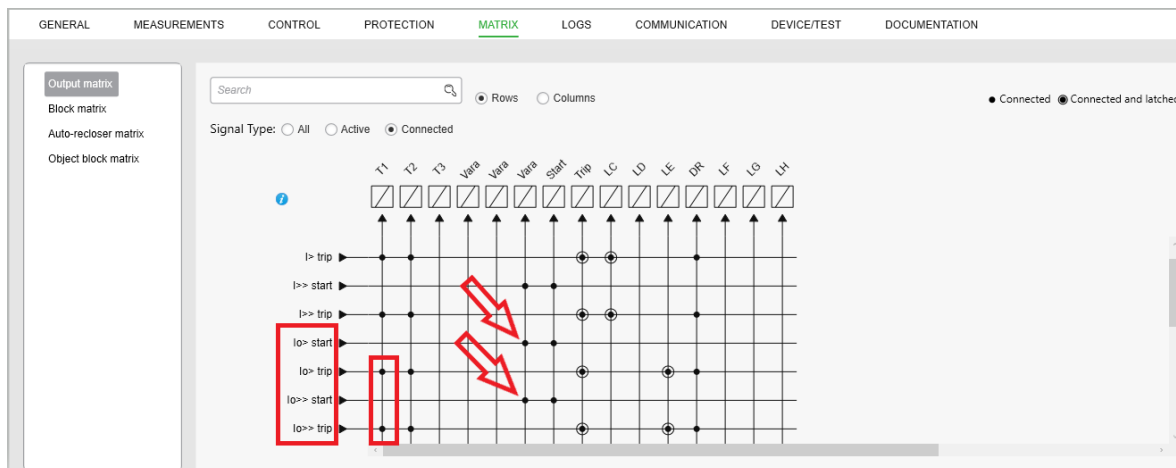 GENERAL MEASUREMENTS CONTROL PROTECTION MATRIX LOGS COMMUNICATION DEVICE/TEST DOCUMENTATION
Output matrix
Block matrix
Auto-recloser matrix
Object block matrix
Search
Rows Columns
Connected Connected and latched
Signal Type: All Active Connected
T1 T2 T3 Vara Vara Vara Start Trip LC LD LE DR LF LG LH
I> trip
I>> start
I>> trip
Io> start
Io> trip
Io>> start
Io>> trip